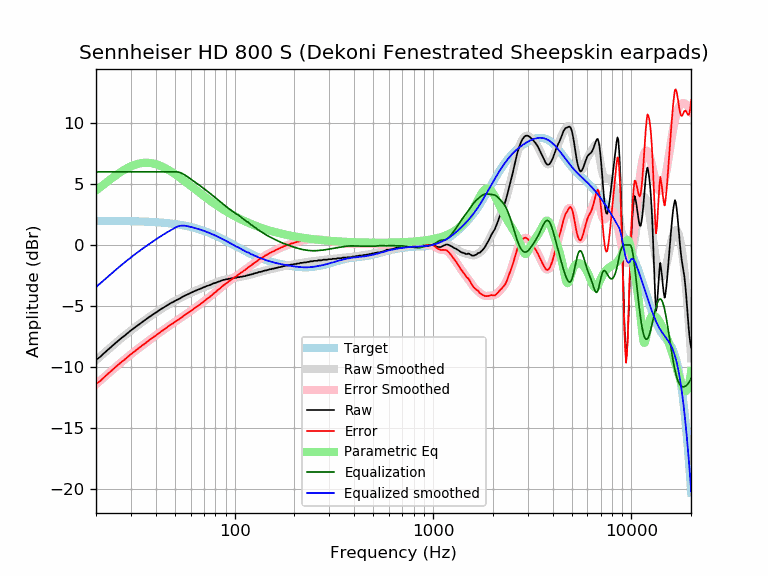 Sennheiser HD 800 S (Dekoni Fenestrated Sheepskin earpads)
10
5
0
−5
−10
−15
−20
Amplitude (dBr)
Target
Raw Smoothed
Error Smoothed
Raw
Error
Parametric Eq
Equalization
Equalized smoothed
100
1000
10000
Frequency (Hz)